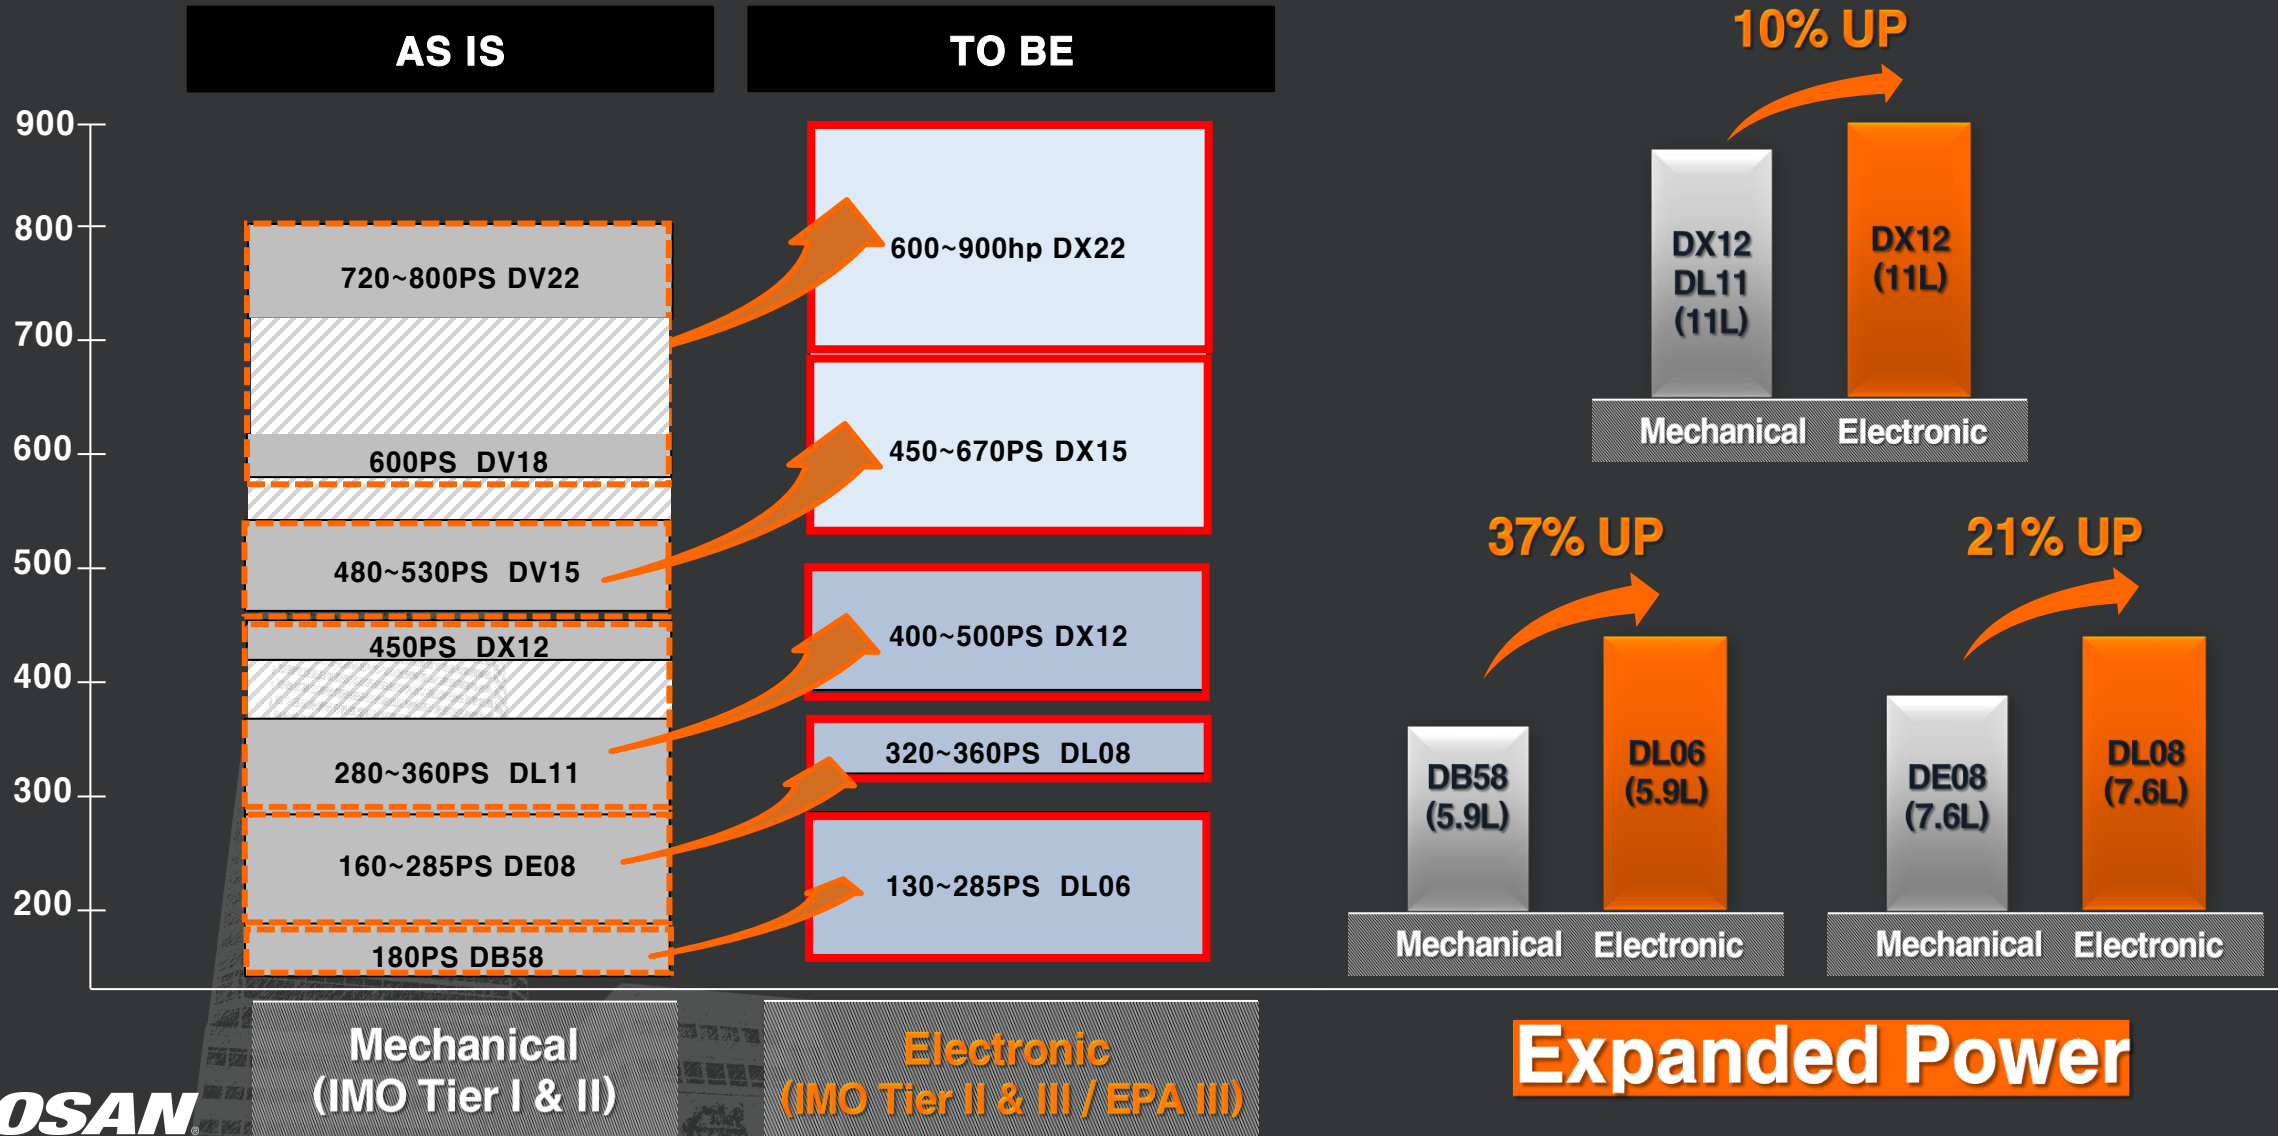 AS IS
TO BE
900
800
700
600
500
400
300
200
720~800PS DV22
600PS DV18
480~530PS DV15
450PS DX12
280~360PS DL11
160~285PS DE08
180PS DB58
600~900hp DX22
450~670PS DX15
400~500PS DX12
320~360PS DL08
130~285PS DL06
Mechanical
(IMO Tier I & II)
Electronic
(IMO Tier II & III / EPA III)
10% UP
DX12
DL11
(11L)
DX12
(11L)
Mechanical Electronic
37% UP
DB58
(5.9L)
DL06
(5.9L)
Mechanical Electronic
21% UP
DE08
(7.6L)
DL08
(7.6L)
Mechanical Electronic
Expanded Power
OSAN®